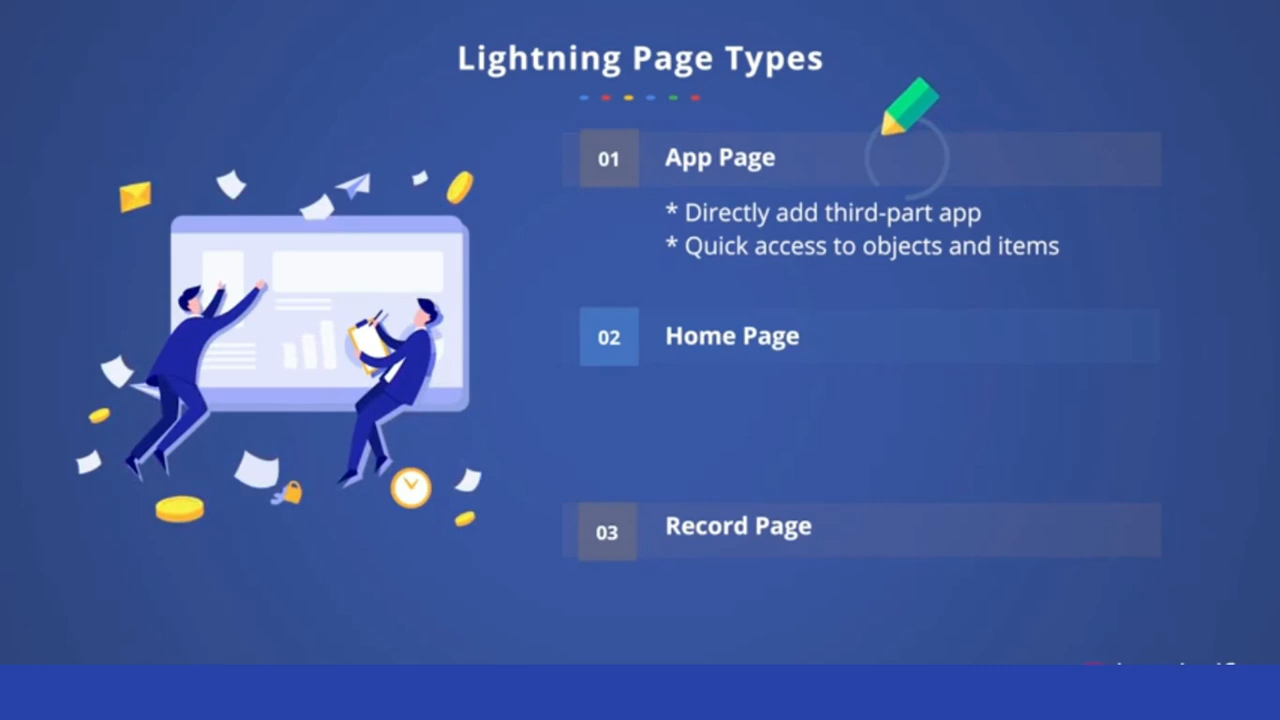 Lightning Page Types
01 App Page
* Directly add third-part app
* Quick access to objects and items
02 Home Page
03 Record Page